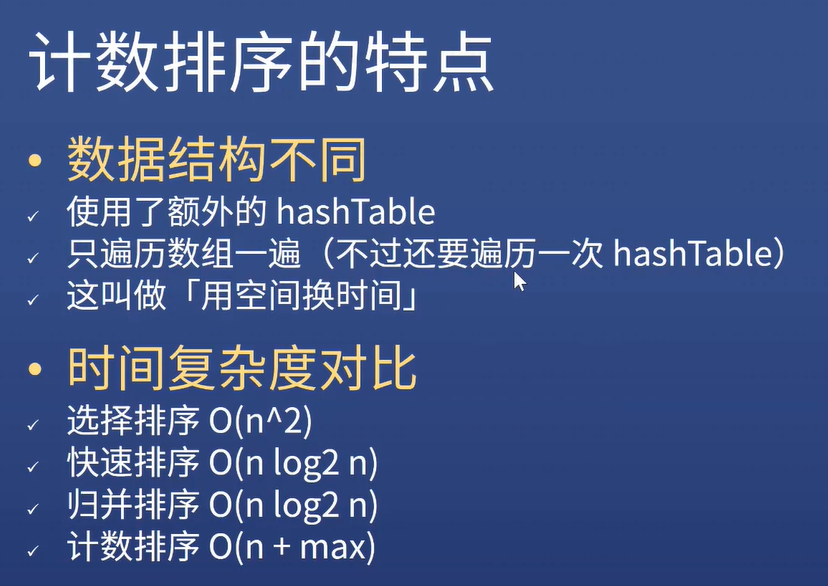 计数排序的特点
• 数据结构不同
✓ 使用了额外的 hashTable
✓ 只遍历数组一遍（不过还要遍历一次 hashTable）
✓ 这叫做「用空间换时间」
• 时间复杂度对比
✓ 选择排序 O(n^2)
✓ 快速排序 O(n log2 n)
✓ 归并排序 O(n log2 n)
✓ 计数排序 O(n + max)